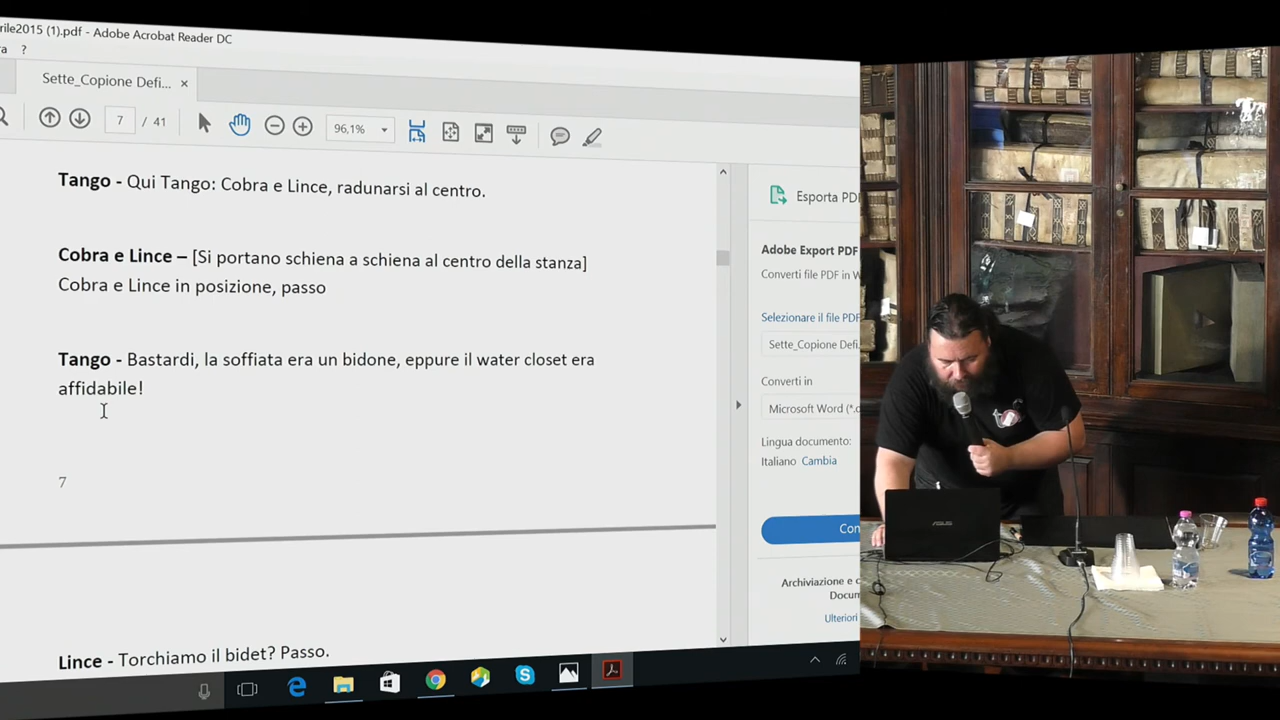 rile2015 (1).pdf - Adobe Acrobat Reader DC
a ?
Sette_Copione Defi... ×
7 / 41
96,1%
Tango - Qui Tango: Cobra e Lince, radunarsi al centro.
Cobra e Lince – [Si portano schiena a schiena al centro della stanza]
Cobra e Lince in posizione, passo
Tango - Bastardi, la soffiata era un bidone, eppure il water closet era
affidabile!
7
Lince - Torchiamo il bidet? Passo.
Esporta PDF
Adobe Export PDF
Converti file PDF in W
Selezionare il file PDF
Sette_Copione Defi.
Converti in
Microsoft Word (*.d
Lingua documento:
Italiano Cambia
Con
Archiviazione e c
Docum
Ulteriori
ASUS